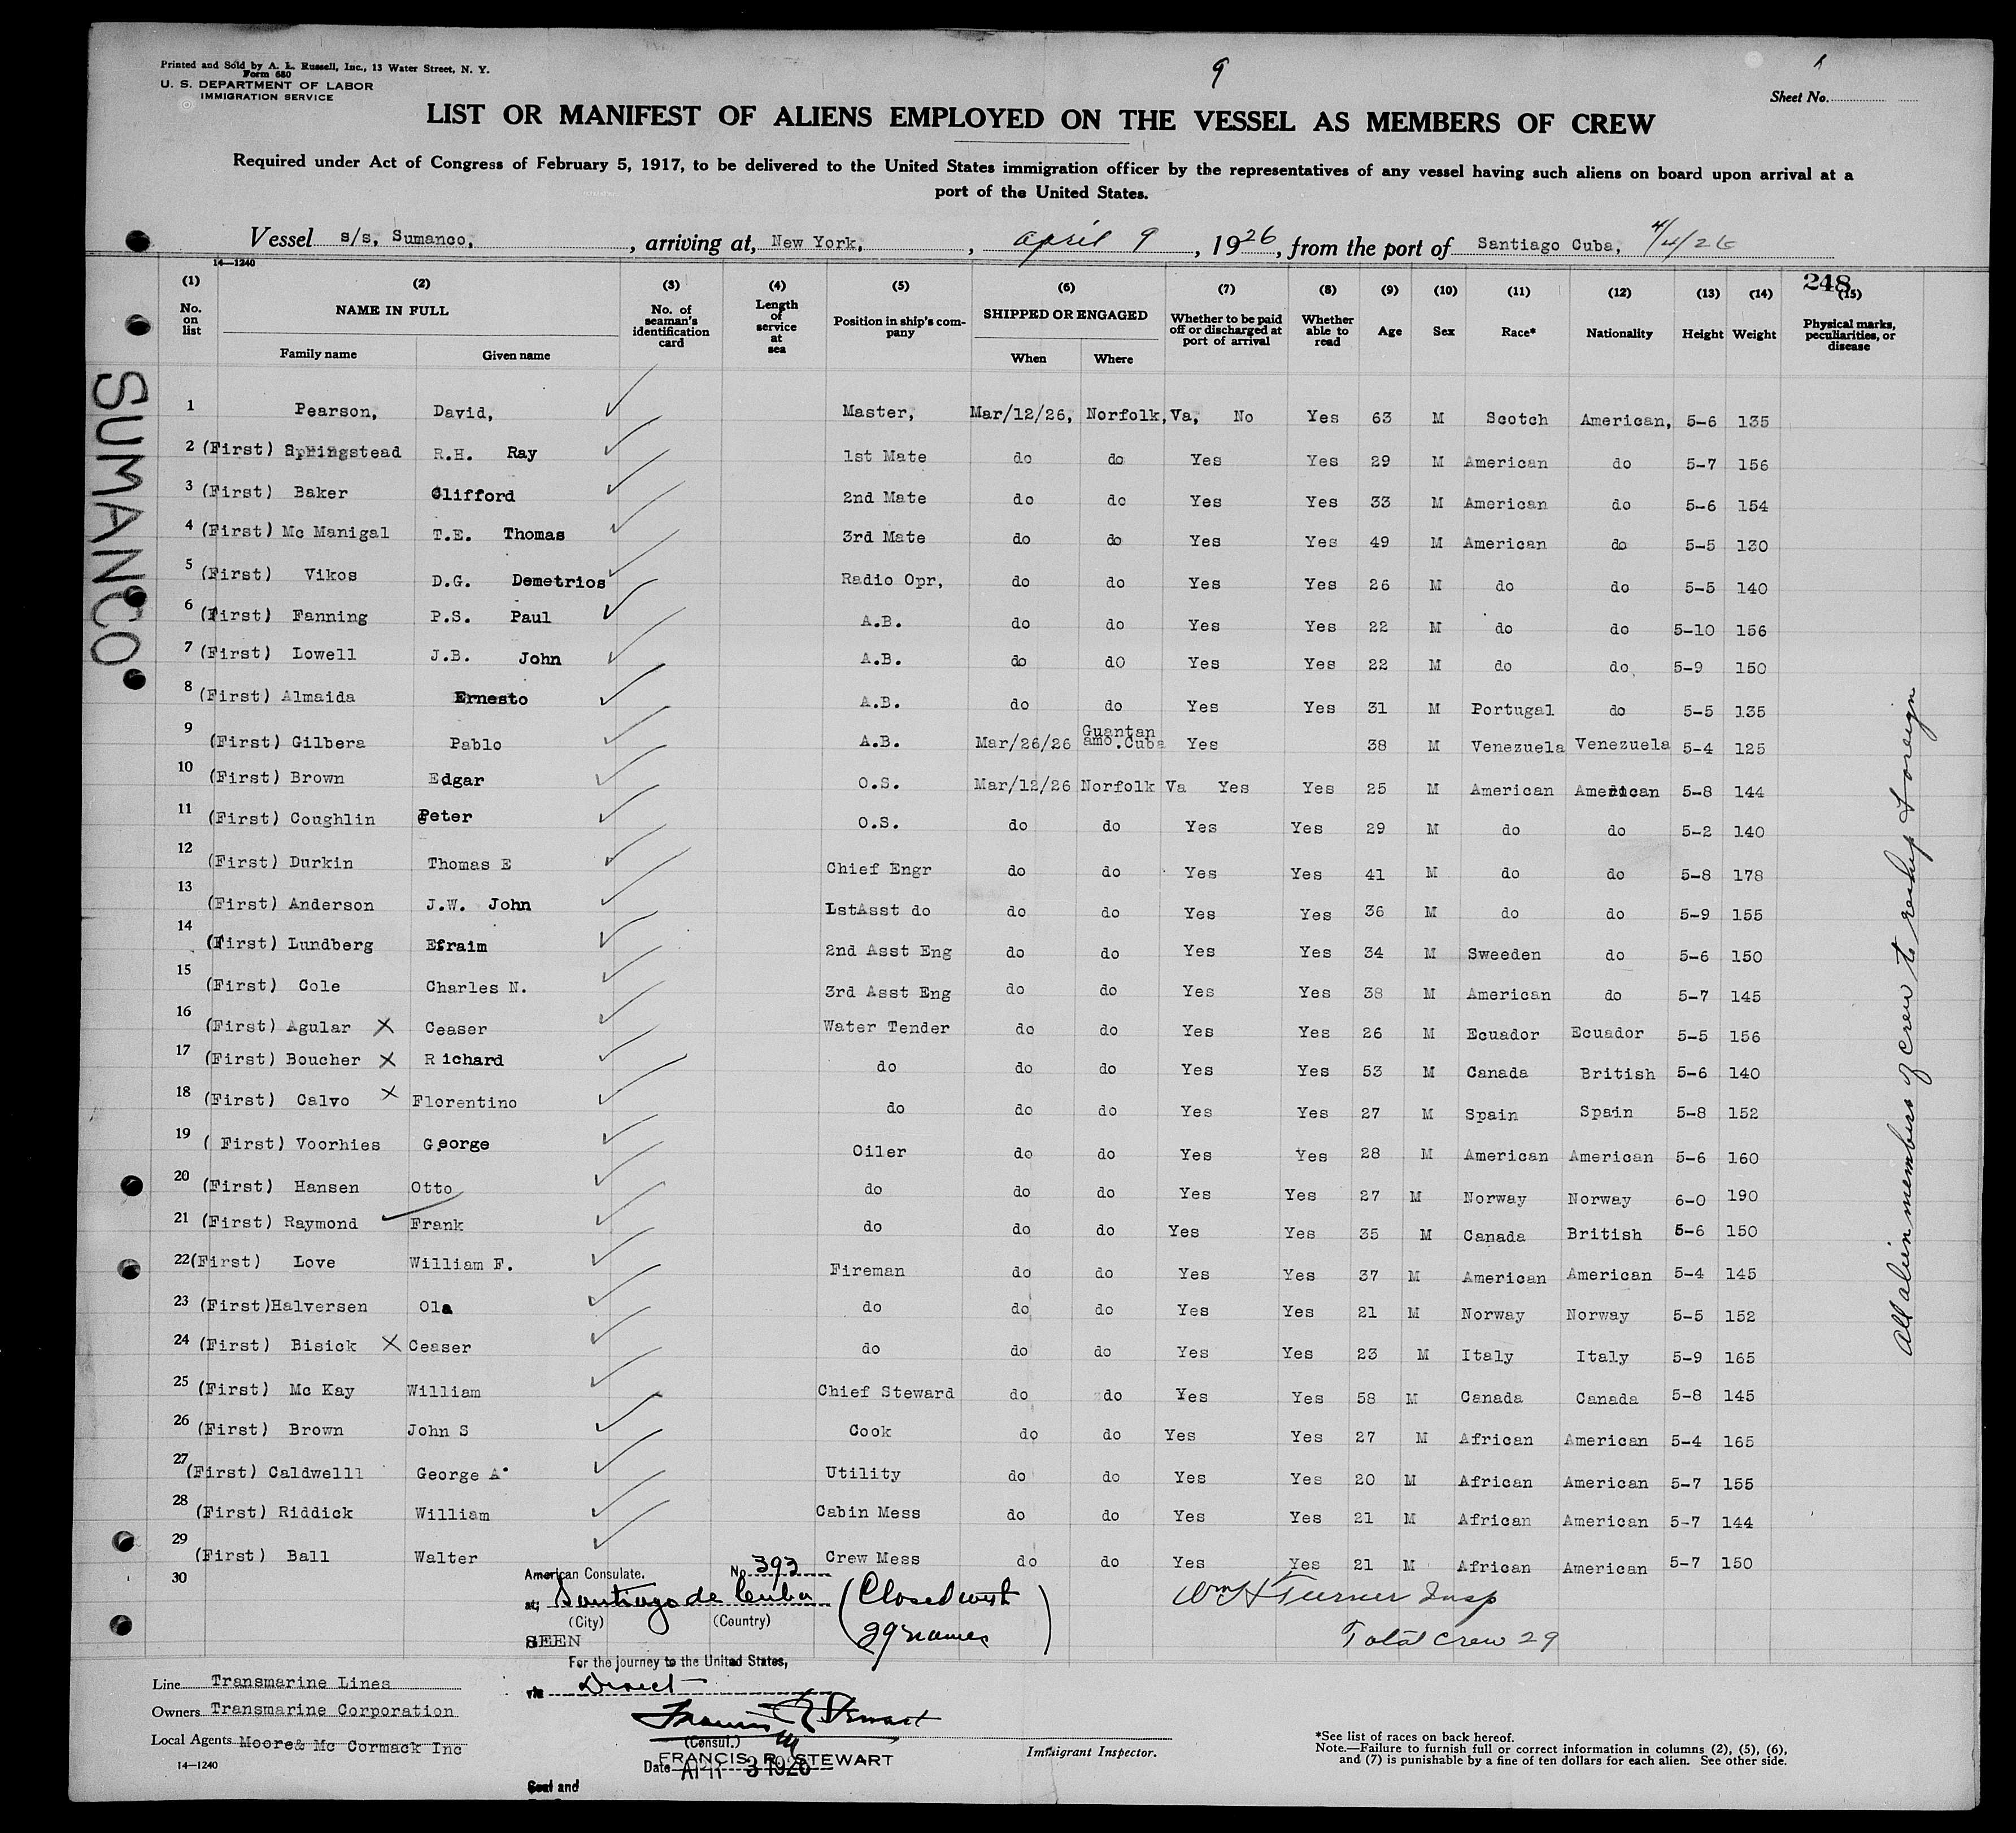 Printed and Sold by A. L. Russell, Inc., 13 Water Street, N. Y.
Form 680
U. S. DEPARTMENT OF LABOR
IMMIGRATION SERVICE
9
Sheet No.
LIST OR MANIFEST OF ALIENS EMPLOYED ON THE VESSEL AS MEMBERS OF CREW
Required under Act of Congress of February 5, 1917, to be delivered to the United States immigration officer by the representatives of any vessel having such aliens on board upon arrival at a
port of the United States.
Vessel s/s, Sumanco, , arriving at, New York, , april 9 , 1926, from the port of Santiago Cuba, 4/4/26
14—1240
248
(1) No. on list (2) NAME IN FULL Family name Given name (3) No. of seaman's identification card (4) Length of service at sea (5) Position in ship's company (6) SHIPPED OR ENGAGED When Where (7) Whether to be paid off or discharged at port of arrival (8) Whether able to read (9) Age (10) Sex (11) Race* (12) Nationality (13) Height (14) Weight (15) Physical marks, peculiarities, or disease
SUMANCO
1 Pearson, David, Master, Mar/12/26, Norfolk, Va, No Yes 63 M Scotch American, 5-6 135
2 (First) Springstead R.H. Ray 1st Mate do do Yes Yes 29 M American do 5-7 156
3 (First) Baker Clifford 2nd Mate do do Yes Yes 33 M American do 5-6 154
4 (First) Mc Manigal T.E. Thomas 3rd Mate do do Yes Yes 49 M American do 5-5 130
5 (First) Vikos D.G. Demetrios Radio Opr, do do Yes Yes 26 M do do 5-5 140
6 (First) Fanning P.S. Paul A.B. do do Yes Yes 22 M do do 5-10 156
7 (First) Lowell J.B. John A.B. do do Yes Yes 22 M do do 5-9 150
8 (First) Almaida Ernesto A.B. do do Yes Yes 31 M Portugal do 5-5 135
9 (First) Gilbera Pablo A.B. Mar/26/26 Guantanamo.Cuba Yes 38 M Venezuela Venezuela 5-4 125
10 (First) Brown Edgar O.S. Mar/12/26 Norfolk Va Yes Yes 25 M American American 5-8 144
11 (First) Coughlin Peter O.S. do do Yes Yes 29 M do do 5-2 140
12 (First) Durkin Thomas E Chief Engr do do Yes Yes 41 M do do 5-8 178
13 (First) Anderson J.W. John 1stAsst do do do Yes Yes 36 M do do 5-9 155
14 (First) Lundberg Efraim 2nd Asst Eng do do Yes Yes 34 M Sweeden do 5-6 150
15 (First) Cole Charles N. 3rd Asst Eng do do Yes Yes 38 M American do 5-7 145
16 (First) Agular X Ceaser Water Tender do do Yes Yes 26 M Ecuador Ecuador 5-5 156
17 (First) Boucher X Richard do do do Yes Yes 53 M Canada British 5-6 140
18 (First) Calvo X Florentino do do do Yes Yes 27 M Spain Spain 5-8 152
19 ( First) Voorhies George Oiler do do Yes Yes 28 M American American 5-6 160
20 (First) Hansen Otto do do do Yes Yes 27 M Norway Norway 6-0 190
21 (First) Raymond Frank do do do Yes Yes 35 M Canada British 5-6 150
22 (First) Love William F. Fireman do do Yes Yes 37 M American American 5-4 145
23 (First)Halversen Ola do do do Yes Yes 21 M Norway Norway 5-5 152
24 (First) Bisick X Ceaser do do do Yes Yes 23 M Italy Italy 5-9 165
25 (First) Mc Kay William Chief Steward do do Yes Yes 58 M Canada Canada 5-8 145
26 (First) Brown John S Cook do do Yes Yes 27 M African American 5-4 165
27 (First) Caldwelll George A. Utility do do Yes Yes 20 M African American 5-7 155
28 (First) Riddick William Cabin Mess do do Yes Yes 21 M African American 5-7 144
29 (First) Ball Walter Crew Mess do do Yes Yes 21 M African American 5-7 150
30
All alien members of crew to reship foreign
American Consulate. No. 393
at; Santiago de Cuba (Closed with
(City) (Country) 29 names)
SEEN
For the journey to the United States,
via Direct
Francis R Stewart
(Consul.)
FRANCIS R. STEWART
Date APR 3 1926
Seal and
Wm H Turner Insp
Total Crew 29
Line Transmarine Lines
Owners Transmarine Corporation
Local Agents Moore& Mc Cormack Inc
14—1240
Immigrant Inspector.
*See list of races on back hereof.
Note.—Failure to furnish full or correct information in columns (2), (5), (6),
and (7) is punishable by a fine of ten dollars for each alien. See other side.